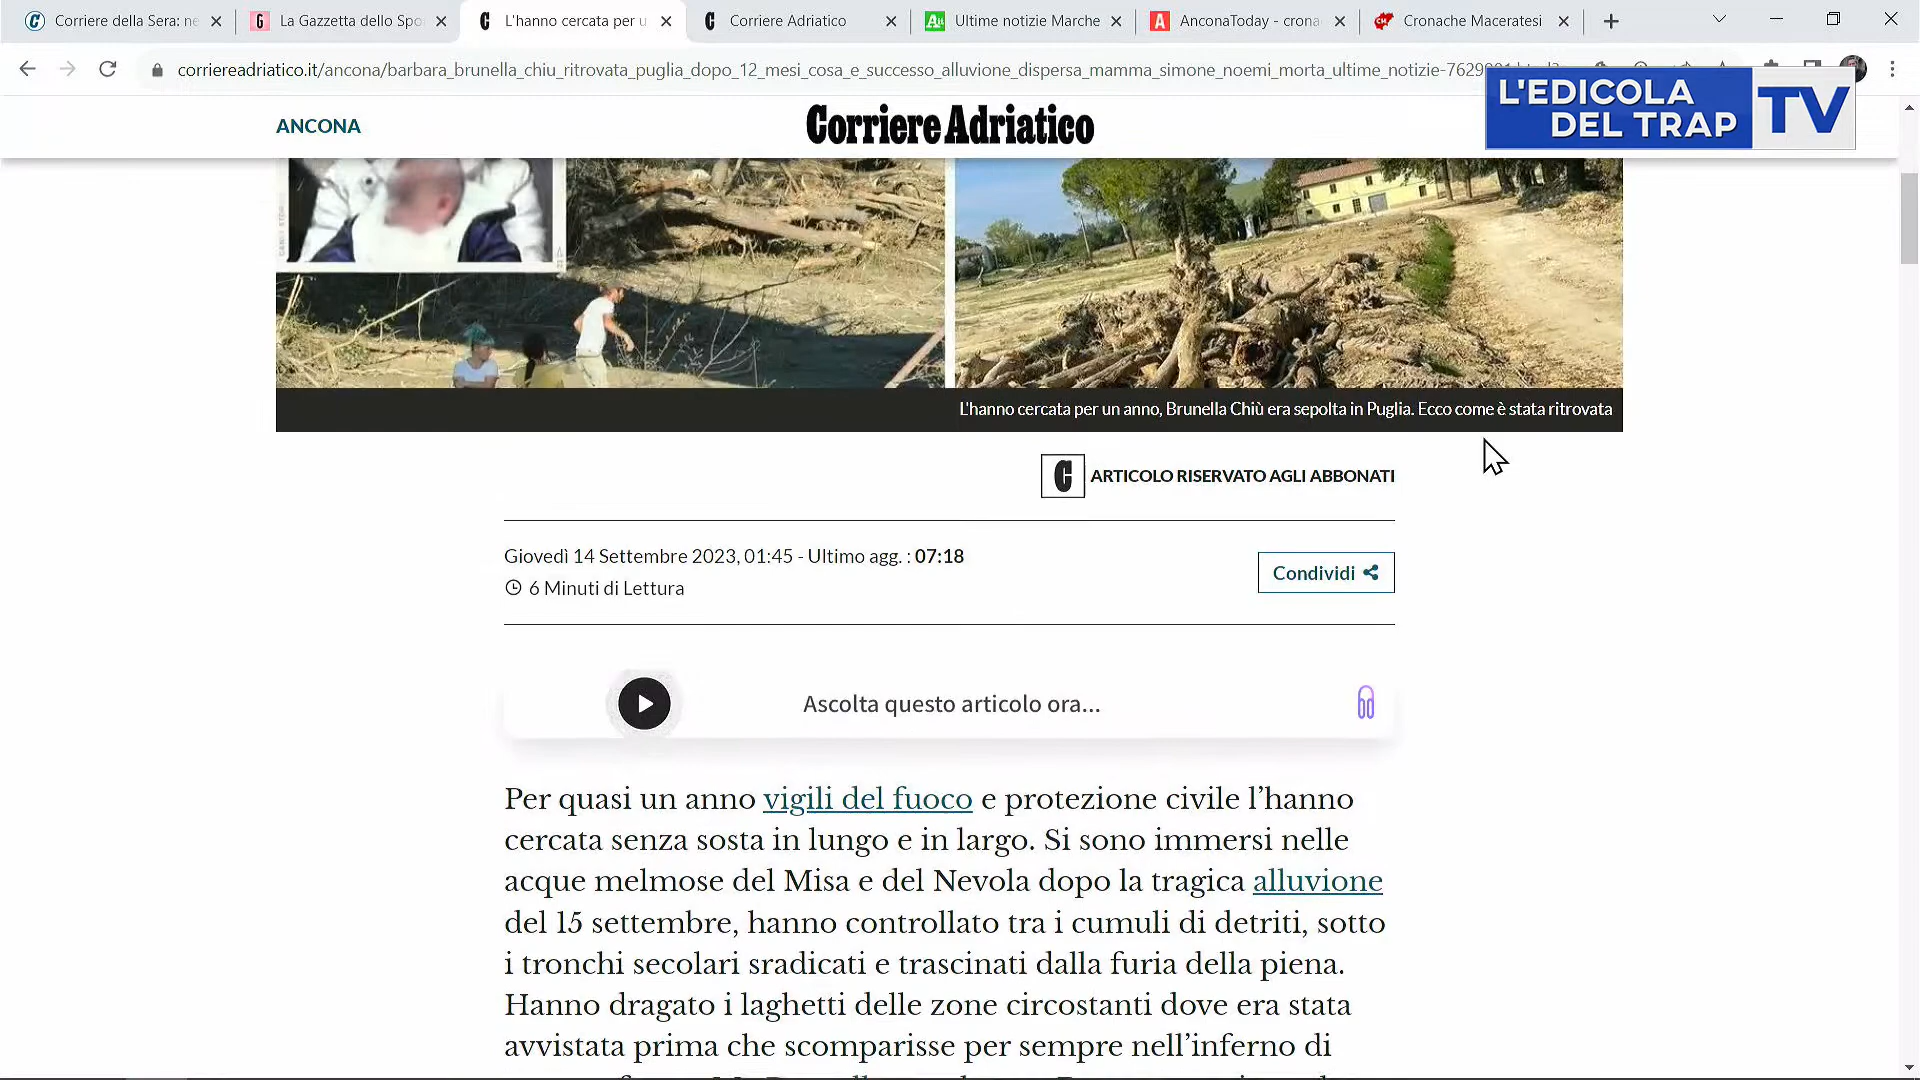 Corriere della Sera: ne
La Gazzetta dello Spo
L'hanno cercata per u
Corriere Adriatico
Ultime notizie Marche
AnconaToday - crona
Cronache Maceratesi
corriereadriatico.it/ancona/barbara_brunella_chiu_ritrovata_puglia_dopo_12_mesi_cosa_e_successo_alluvione_dispersa_mamma_simone_noemi_morta_ultime_notizie-
L'EDICOLA
DEL TRAP
TV
ANCONA
Corriere Adriatico
L'hanno cercata per un anno, Brunella Chiù era sepolta in Puglia. Ecco come è stata ritrovata
ARTICOLO RISERVATO AGLI ABBONATI
Giovedì 14 Settembre 2023, 01:45 - Ultimo agg. : 07:18
6 Minuti di Lettura
Condividi
Ascolta questo articolo ora...
Per quasi un anno vigili del fuoco e protezione civile l’hanno
cercata senza sosta in lungo e in largo. Si sono immersi nelle
acque melmose del Misa e del Nevola dopo la tragica alluvione
del 15 settembre, hanno controllato tra i cumuli di detriti, sotto
i tronchi secolari sradicati e trascinati dalla furia della piena.
Hanno dragato i laghetti delle zone circostanti dove era stata
avvistata prima che scomparisse per sempre nell’inferno di